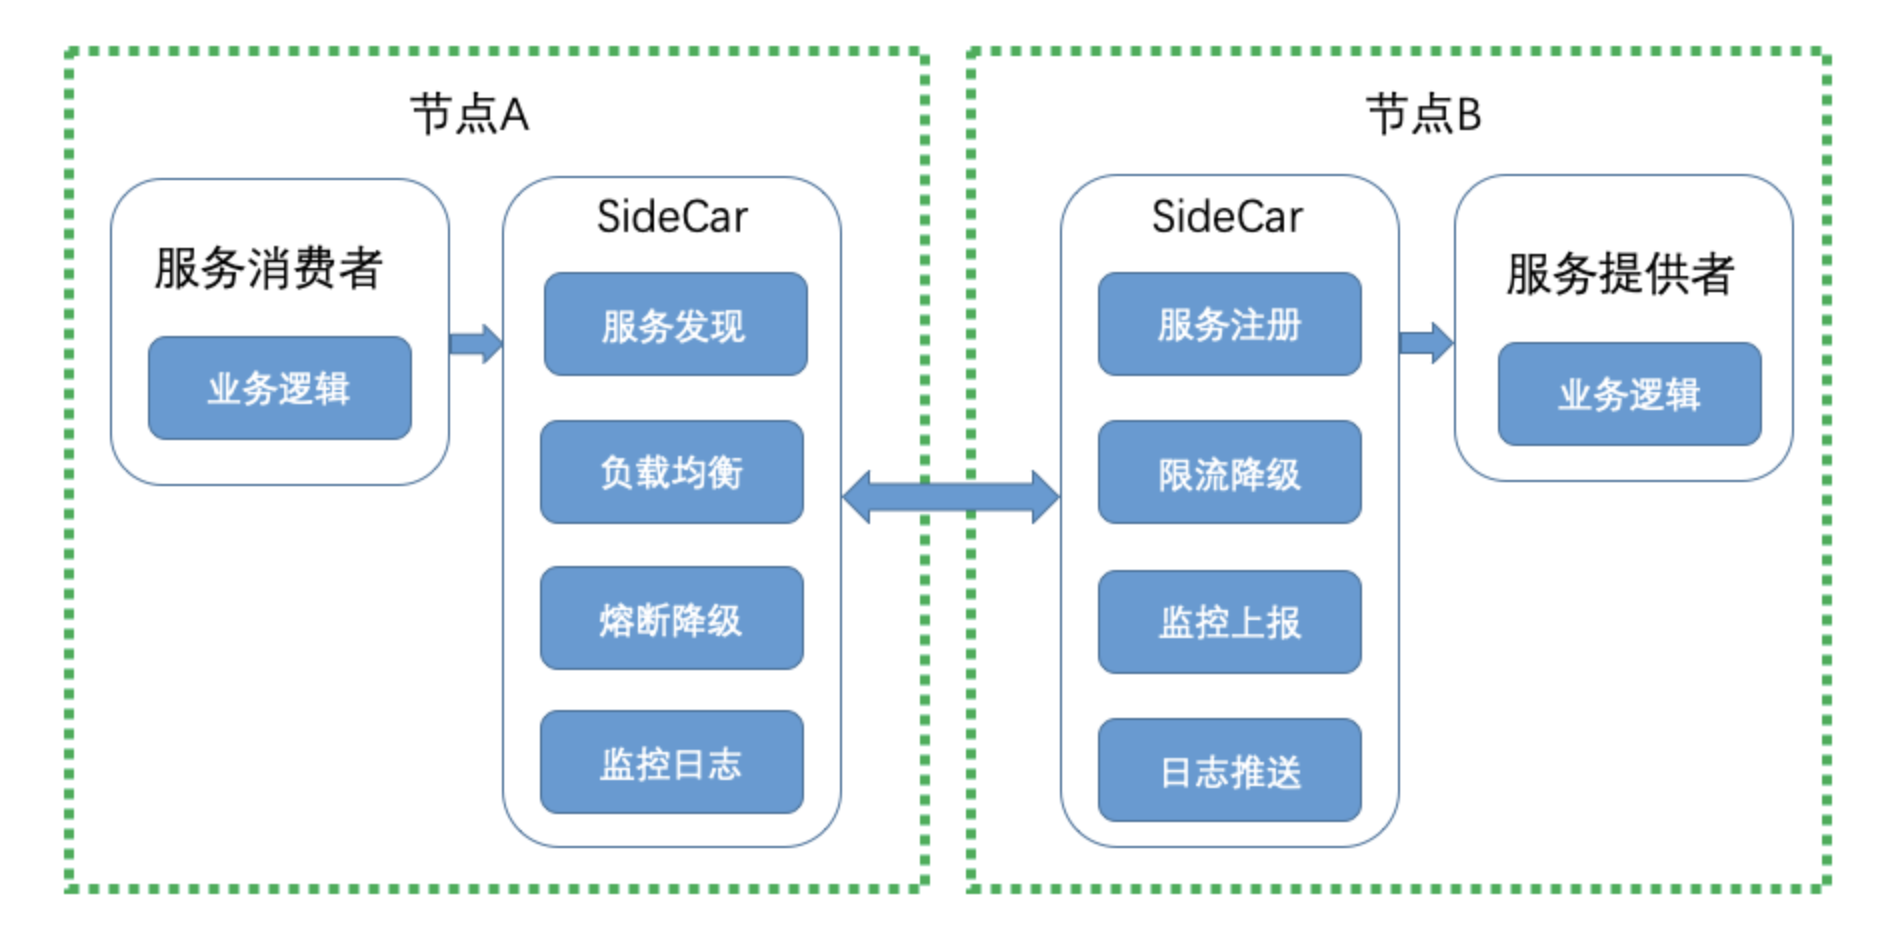 节点A
服务消费者
业务逻辑
SideCar
服务发现
负载均衡
熔断降级
监控日志
节点B
SideCar
服务注册
限流降级
监控上报
日志推送
服务提供者
业务逻辑